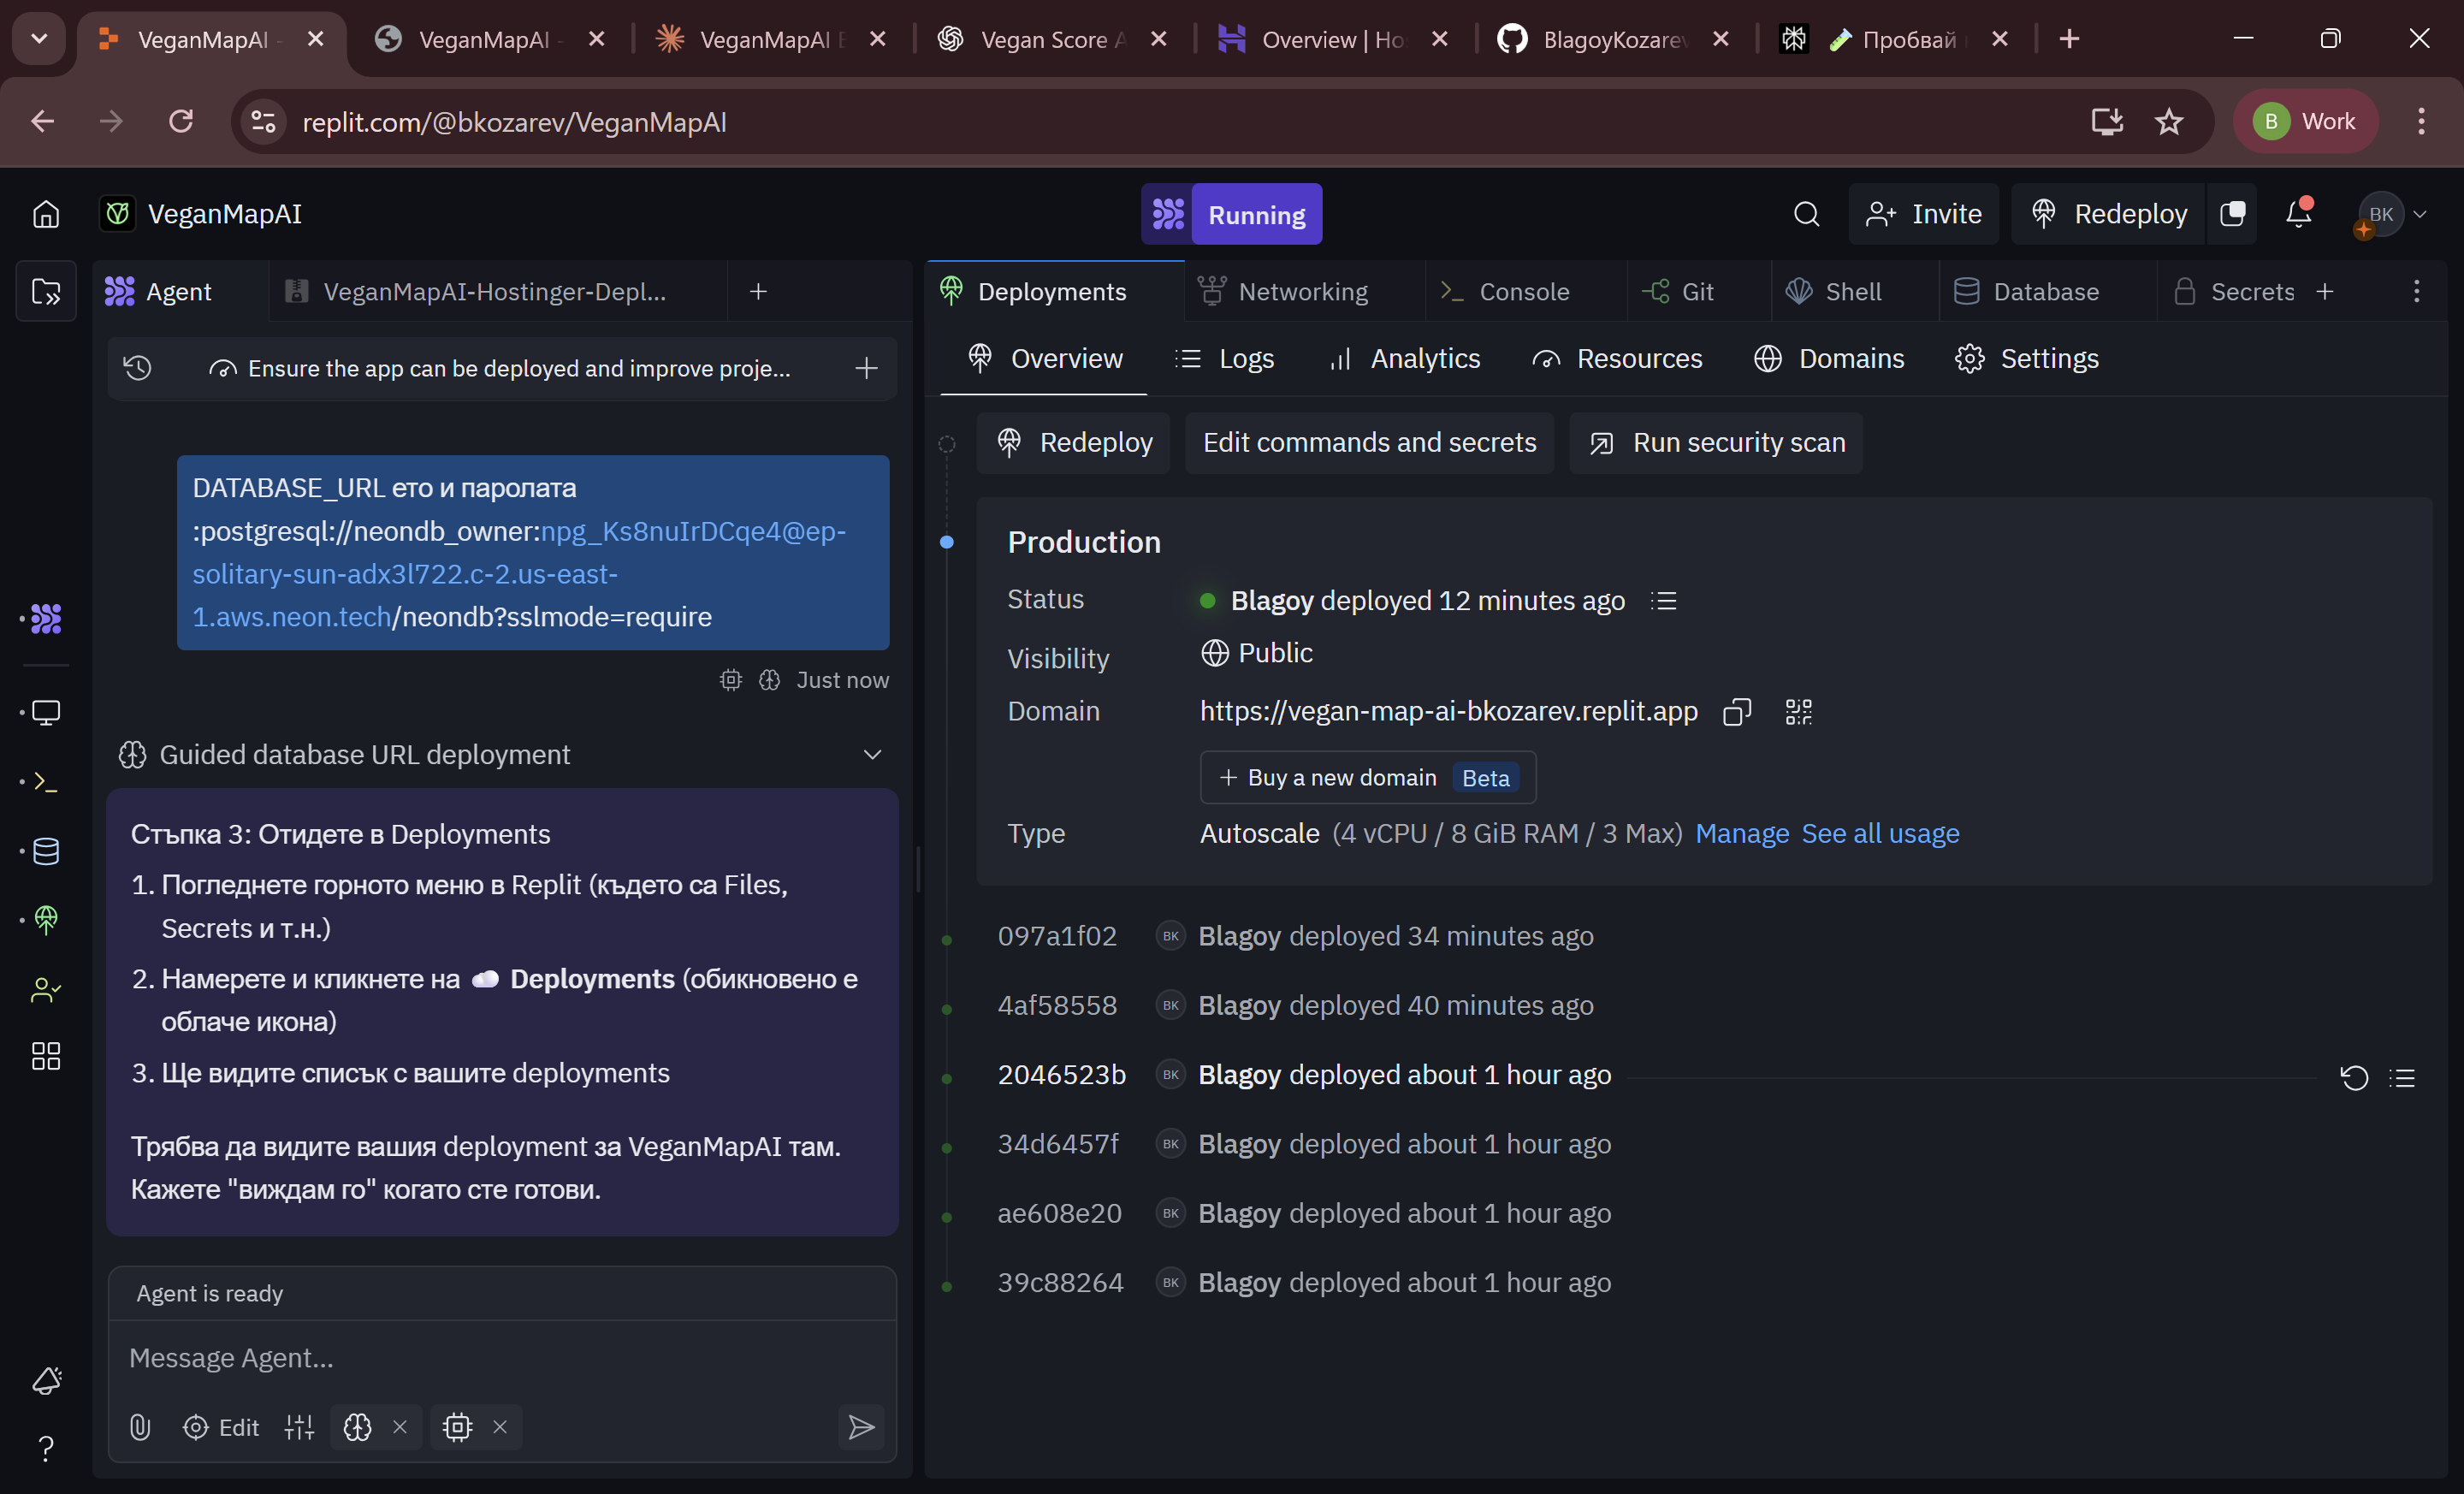 VeganMapAI -
VeganMapAI -
VeganMapAI E
Vegan Score A
Overview | Ho
BlagoyKozarev
Пробвай
replit.com/@bkozarev/VeganMapAI
B Work
VeganMapAI
Running
Invite
Redeploy
BK
Agent
VeganMapAI-Hostinger-Depl...
Deployments
Networking
Console
Git
Shell
Database
Secrets
Ensure the app can be deployed and improve proje...
Overview
Logs
Analytics
Resources
Domains
Settings
DATABASE_URL ето и паролата
:postgresql://neondb_owner:npg_Ks8nuIrDCqe4@ep-
solitary-sun-adx3l722.c-2.us-east-
1.aws.neon.tech/neondb?sslmode=require
Just now
Guided database URL deployment
Стъпка 3: Отидете в Deployments
1. Погледнете горното меню в Replit (където са Files,
Secrets и т.н.)
2. Намерете и кликнете на Deployments (обикновено е
облаче икона)
3. Ще видите списък с вашите deployments
Трябва да видите вашия deployment за VeganMapAI там.
Кажете "виждам го" когато сте готови.
Agent is ready
Message Agent...
Edit
Redeploy
Edit commands and secrets
Run security scan
Production
Status Blagoy deployed 12 minutes ago
Visibility Public
Domain https://vegan-map-ai-bkozarev.replit.app
+ Buy a new domain Beta
Type Autoscale (4 vCPU / 8 GiB RAM / 3 Max) Manage See all usage
097a1f02 BK Blagoy deployed 34 minutes ago
4af58558 BK Blagoy deployed 40 minutes ago
2046523b BK Blagoy deployed about 1 hour ago
34d6457f BK Blagoy deployed about 1 hour ago
ae608e20 BK Blagoy deployed about 1 hour ago
39c88264 BK Blagoy deployed about 1 hour ago